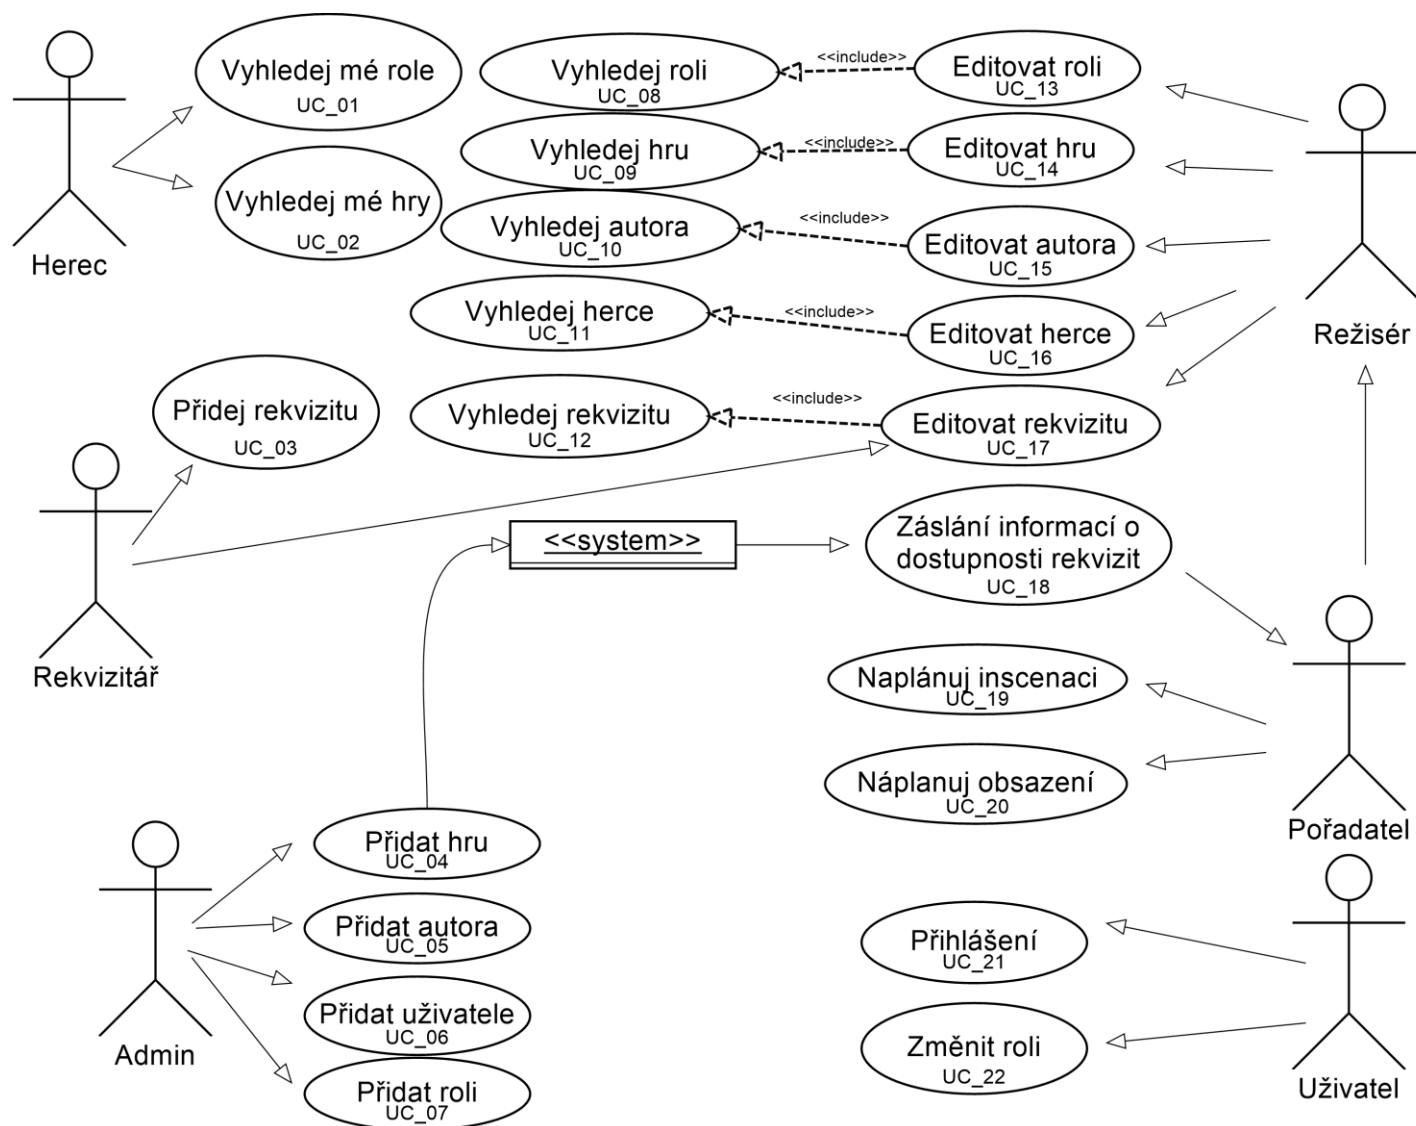 Vyhledej mé role
UC_01
Vyhledej roli
UC_08
<<include>>
Editovat roli
UC_13
Vyhledej hru
UC_09
<<include>>
Editovat hru
UC_14
Vyhledej mé hry
UC_02
Vyhledej autora
UC_10
<<include>>
Editovat autora
UC_15
Herec
Vyhledej herce
UC_11
<<include>>
Editovat herce
UC_16
Režisér
Přidej rekvizitu
UC_03
Vyhledej rekvizitu
UC_12
<<include>>
Editovat rekvizitu
UC_17
<<system>>
Záslání informací o
dostupnosti rekvizit
UC_18
Rekvizitář
Naplánuj inscenaci
UC_19
Náplanuj obsazení
UC_20
Pořadatel
Přidat hru
UC_04
Přidat autora
UC_05
Přihlášení
UC_21
Přidat uživatele
UC_06
Admin
Změnit roli
UC_22
Uživatel
Přidat roli
UC_07